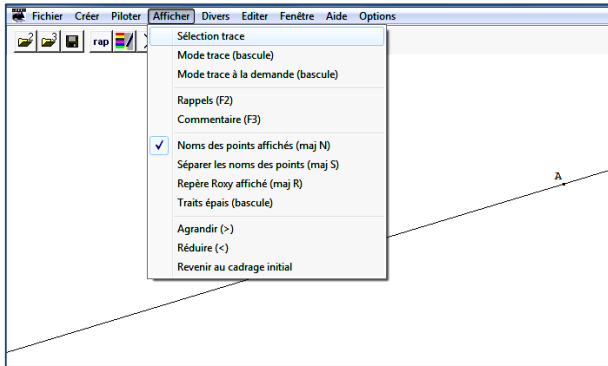 Fichier Créer Piloter Afficher Divers Editer Fenêtre Aide Options
rap
Sélection trace
Mode trace (bascule)
Mode trace à la demande (bascule)
Rappels (F2)
Commentaire (F3)
Noms des points affichés (maj N)
Séparer les noms des points (maj S)
Repère Roxy affiché (maj R)
Traits épais (bascule)
Agrandir (>)
Réduire (<)
Revenir au cadrage initial
A